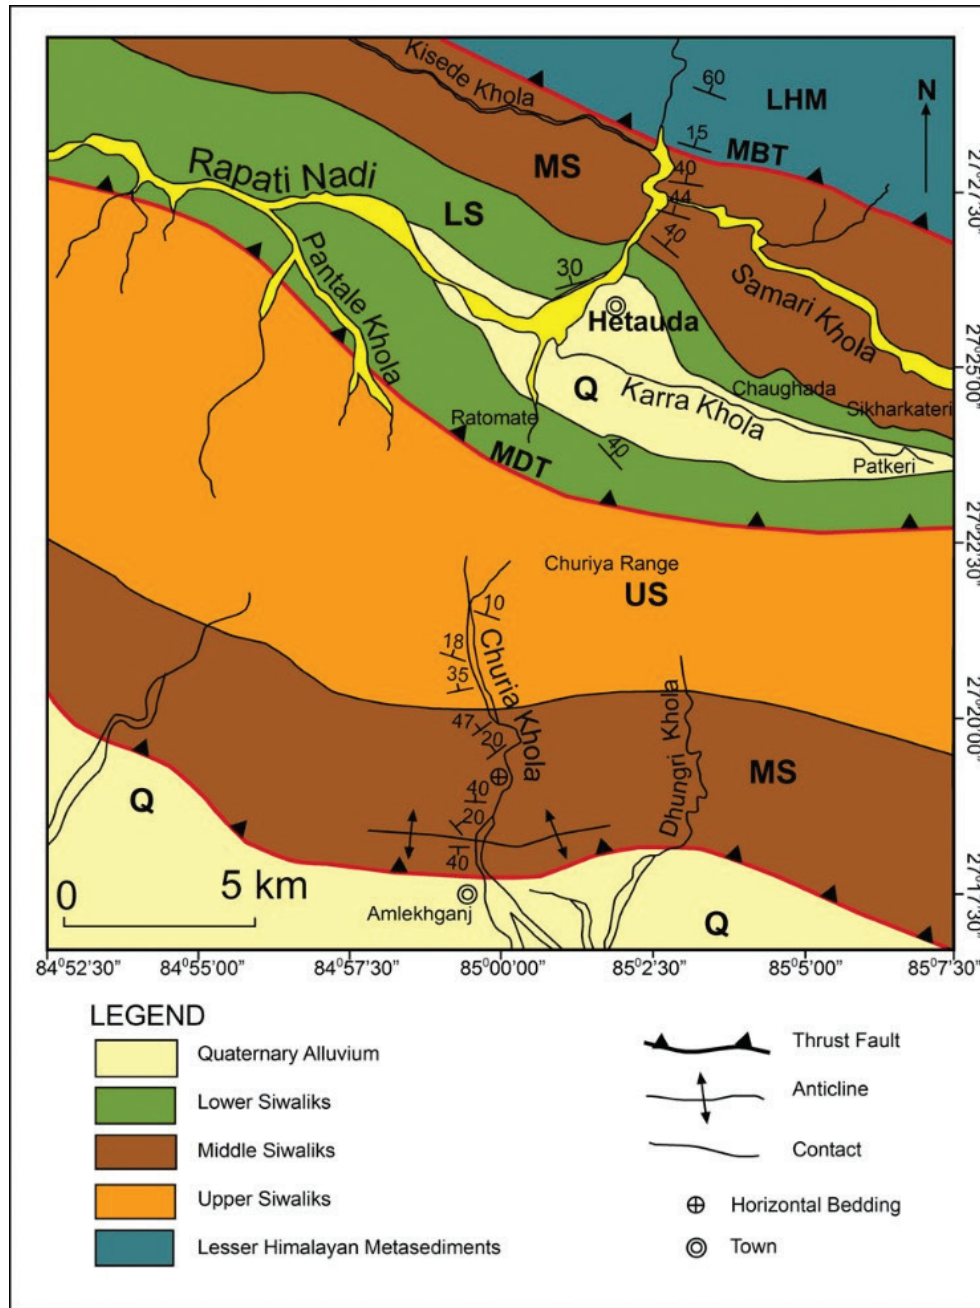 Kisede Khola
60
LHM
N
15
MBT
MS
40
27°27'30"
Rapati Nadi
LS
44
40
30
Samari Khola
Pantale Khola
Hetauda
27°25'00"
Q
Karra Khola
Chaughada
Sikharkateri
Ratomate
MDT
40
Patkeri
27°22'30"
Churiya Range
US
10
18
Churia Khola
35
Dhungri Khola
27°20'00"
47
20
MS
40
Q
20
40
0
5 km
27°17'30"
Amlekhganj
Q
84°52'30"
84°55'00"
84°57'30"
85°00'00"
85°2'30"
85°5'00"
85°7'30"
LEGEND
Quaternary Alluvium
Lower Siwaliks
Middle Siwaliks
Upper Siwaliks
Lesser Himalayan Metasediments
Thrust Fault
Anticline
Contact
Horizontal Bedding
Town